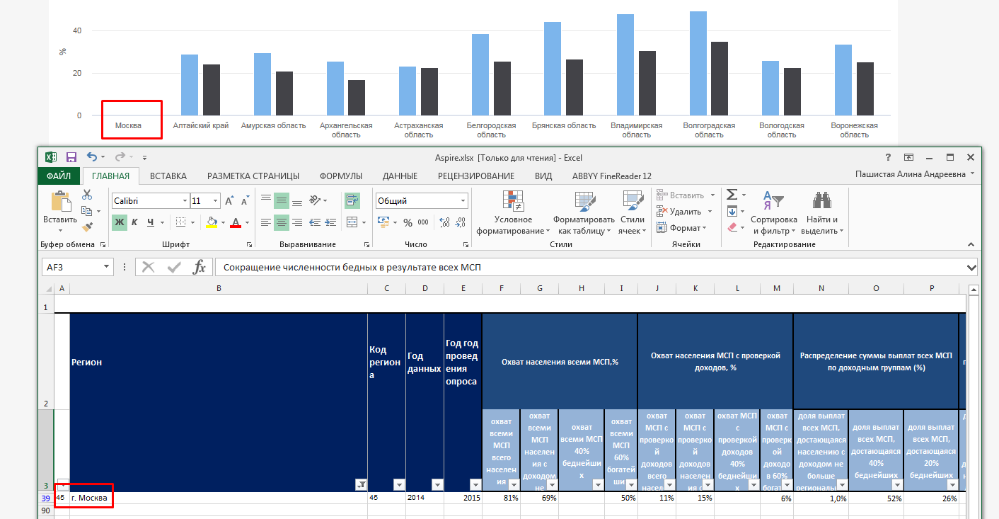 40
%
20
0
Москва
Алтайский край
Амурская область
Архангельская область
Астраханская область
Белгородская область
Брянская область
Владимирская область
Волгоградская область
Вологодская область
Воронежская область
Aspire.xlsx [Только для чтения] - Excel
?
ФАЙЛ ГЛАВНАЯ ВСТАВКА РАЗМЕТКА СТРАНИЦЫ ФОРМУЛЫ ДАННЫЕ РЕЦЕНЗИРОВАНИЕ ВИД ABBYY FineReader 12 Пашистая Алина Андреевна
Вставить
Буфер обмена
Calibri 11
Ж К Ч
Шрифт
Выравнивание
Общий
% 000
Число
Условное
форматирование
Форматировать
как таблицу
Стили
ячеек
Стили
Вставить
Удалить
Формат
Ячейки
Сортировка
и фильтр
Найти и
выделить
Редактирование
AF3 fx Сокращение численности бедных в результате всех МСП
A B C D E F G H I J K L M N O P
1
2
Регион
Код
регион
а
Год
данных
Год год
провед
ения
опроса
Охват населения всеми МСП,%
Охват населения МСП с проверкой
доходов, %
Распределение суммы выплат всех МСП
по доходным группам (%)
3
охват
всеми
МСП
всего
населен
ия
охват
всеми
МСП
населен
ия с
доходом
не
охват
всеми МСП
40%
беднейши
х
охват
всеми
МСП
60%
богатей
ши
охват
МСП с
проверко
й
доходов
всего
насел
охват
МСП с
проверко
й
доходов
населен
ия с
охват МСП
с
проверкой
доходов
40%
беднейши
х
охват
МСП с
проверк
ой
доходо
в 60%
богат
доля выплат
всех МСП,
достающаяся
населению с
доходом не
больше
региональ
доля выплат
всех МСП,
достающаяся
40%
беднейших
доля выплат
всех МСП,
достающаяся
20%
беднейших
39 45 г. Москва 45 2014 2015 81% 69% 50% 11% 15% 6% 1,0% 52% 26%
90